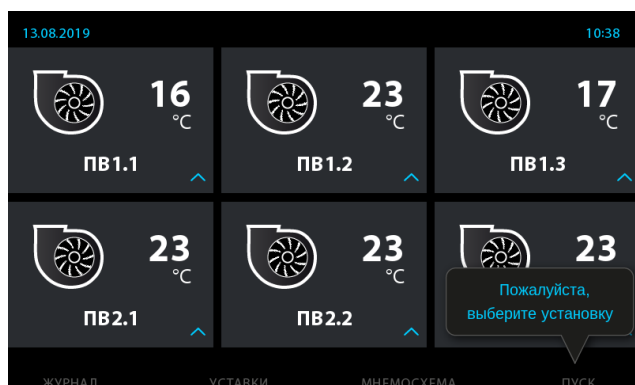 13.08.2019 10:38
16 °C 23 °C 17 °C
ПВ1.1 ПВ1.2 ПВ1.3
23 °C 23 °C 23
ПВ2.1 ПВ2.2
Пожалуйста,
выберите установку
ЖУРНАЛ УСТАВКИ МНЕМОСХЕМА ПУСК